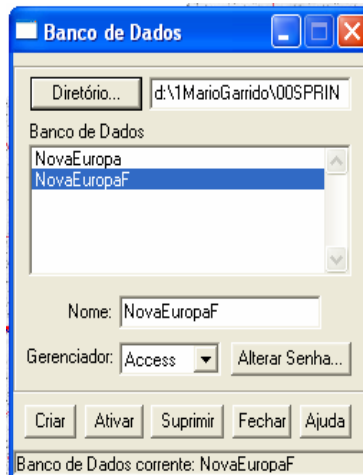 Banco de Dados
Diretório... d:\1MarioGarrido\00SPRIN
Banco de Dados
NovaEuropa
NovaEuropaF
Nome: NovaEuropaF
Gerenciador: Access Alterar Senha...
Criar Ativar Suprimir Fechar Ajuda
Banco de Dados corrente: NovaEuropaF